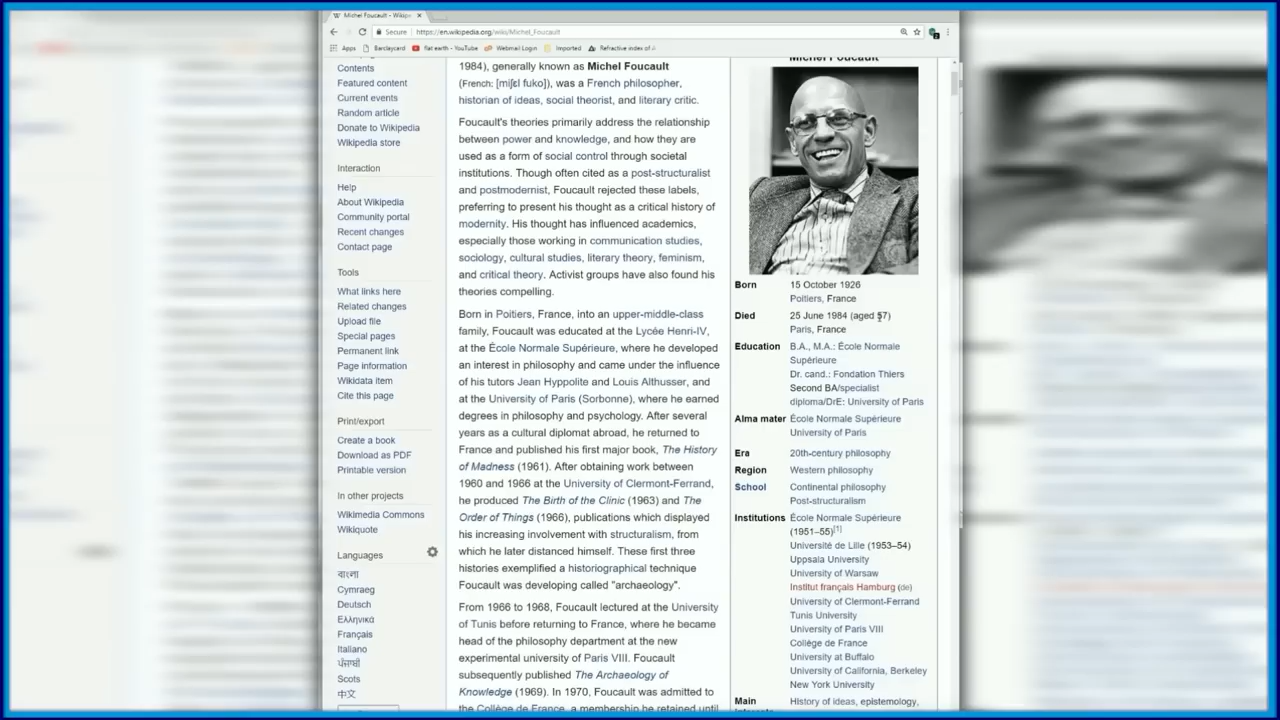 Michel Foucault - Wikipe
Secure https://en.wikipedia.org/wiki/Michel_Foucault
Apps Barclaycard flat earth - YouTube Webmail Login Imported Refractive index of
Contents
Featured content
Current events
Random article
Donate to Wikipedia
Wikipedia store
Interaction
Help
About Wikipedia
Community portal
Recent changes
Contact page
Tools
What links here
Related changes
Upload file
Special pages
Permanent link
Page information
Wikidata item
Cite this page
Print/export
Create a book
Download as PDF
Printable version
In other projects
Wikimedia Commons
Wikiquote
Languages
বাংলা
Cymraeg
Deutsch
Ελληνικά
Français
Italiano
ਪੰਜਾਬੀ
Scots
中文
1984), generally known as Michel Foucault
(French: [miʃɛl fuko]), was a French philosopher,
historian of ideas, social theorist, and literary critic.
Foucault's theories primarily address the relationship
between power and knowledge, and how they are
used as a form of social control through societal
institutions. Though often cited as a post-structuralist
and postmodernist, Foucault rejected these labels,
preferring to present his thought as a critical history of
modernity. His thought has influenced academics,
especially those working in communication studies,
sociology, cultural studies, literary theory, feminism,
and critical theory. Activist groups have also found his
theories compelling.
Born in Poitiers, France, into an upper-middle-class
family, Foucault was educated at the Lycée Henri-IV,
at the École Normale Supérieure, where he developed
an interest in philosophy and came under the influence
of his tutors Jean Hyppolite and Louis Althusser, and
at the University of Paris (Sorbonne), where he earned
degrees in philosophy and psychology. After several
years as a cultural diplomat abroad, he returned to
France and published his first major book, The History
of Madness (1961). After obtaining work between
1960 and 1966 at the University of Clermont-Ferrand,
he produced The Birth of the Clinic (1963) and The
Order of Things (1966), publications which displayed
his increasing involvement with structuralism, from
which he later distanced himself. These first three
histories exemplified a historiographical technique
Foucault was developing called "archaeology".
From 1966 to 1968, Foucault lectured at the University
of Tunis before returning to France, where he became
head of the philosophy department at the new
experimental university of Paris VIII. Foucault
subsequently published The Archaeology of
Knowledge (1969). In 1970, Foucault was admitted to
the Collège de France, a membership he retained until
Michel Foucault
Born 15 October 1926
Poitiers, France
Died 25 June 1984 (aged 57)
Paris, France
Education B.A., M.A.: École Normale
Supérieure
Dr. cand.: Fondation Thiers
Second BA/specialist
diploma/DrE: University of Paris
Alma mater École Normale Supérieure
University of Paris
Era 20th-century philosophy
Region Western philosophy
School Continental philosophy
Post-structuralism
Institutions École Normale Supérieure
(1951–55)[1]
Université de Lille (1953–54)
Uppsala University
University of Warsaw
Institut français Hamburg (de)
University of Clermont-Ferrand
Tunis University
University of Paris VIII
Collège de France
University at Buffalo
University of California, Berkeley
New York University
Main History of ideas, epistemology,
interests